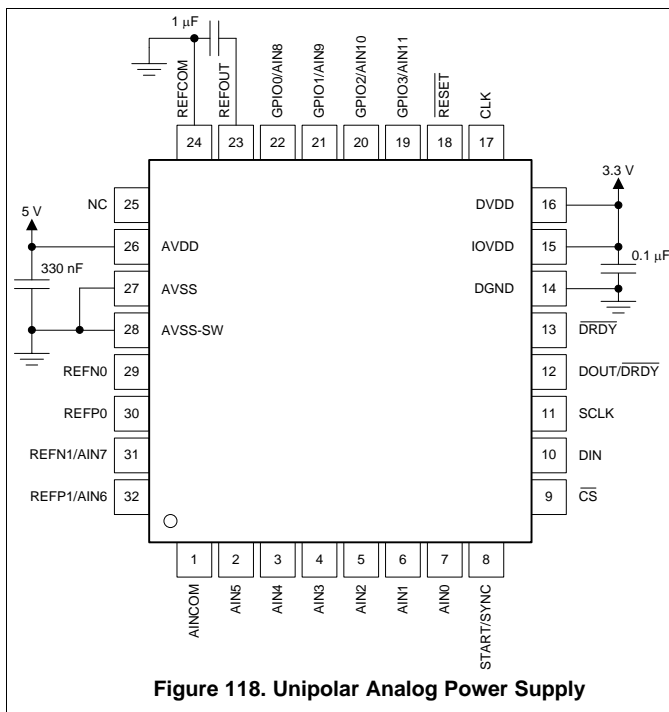 1 μF
REFCOM
REFOUT
GPIO0/AIN8
GPIO1/AIN9
GPIO2/AIN10
GPIO3/AIN11
RESET
CLK
24
23
22
21
20
19
18
17
NC
25
5 V
26
AVDD
330 nF
27
AVSS
28
AVSS-SW
REFN0
29
REFP0
30
REFN1/AIN7
31
REFP1/AIN6
32
3.3 V
DVDD
16
IOVDD
15
0.1 μF
DGND
14
13
DRDY
12
DOUT/DRDY
11
SCLK
10
DIN
9
CS
1
2
3
4
5
6
7
8
AINCOM
AIN5
AIN4
AIN3
AIN2
AIN1
AIN0
START/SYNC
Figure 118. Unipolar Analog Power Supply